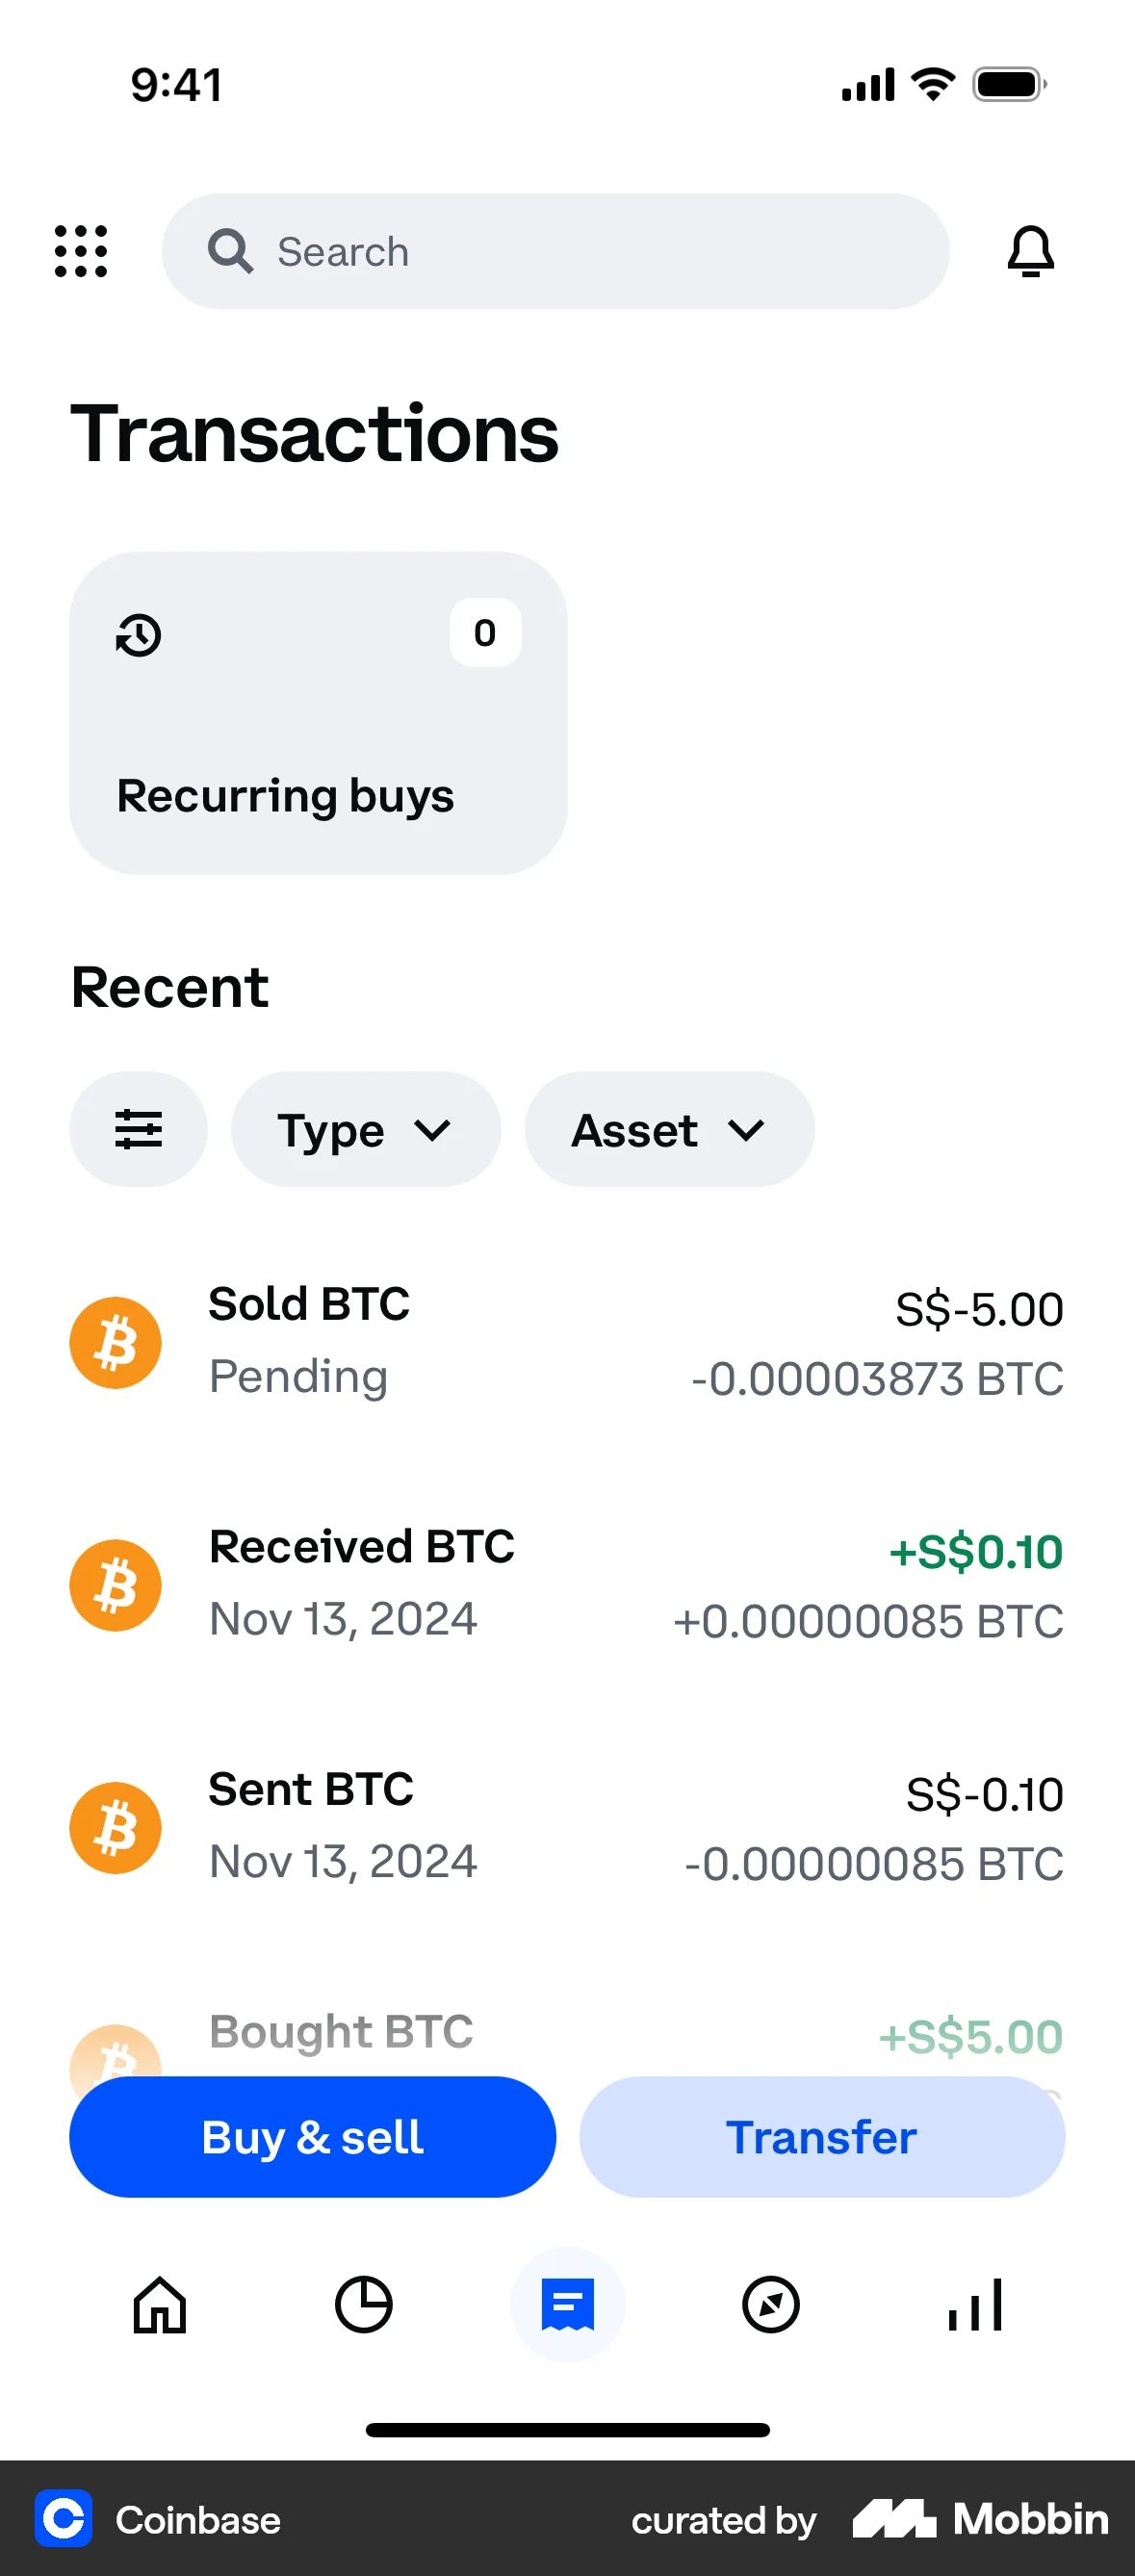 9:41
Search
Transactions
0
Recurring buys
Recent
Type
Asset
Sold BTC
S$-5.00
Pending
-0.00003873 BTC
Received BTC
+S$0.10
Nov 13, 2024
+0.00000085 BTC
Sent BTC
S$-0.10
Nov 13, 2024
-0.00000085 BTC
Bought BTC
+S$5.00
Buy & sell
Transfer
Coinbase
curated by
Mobbin